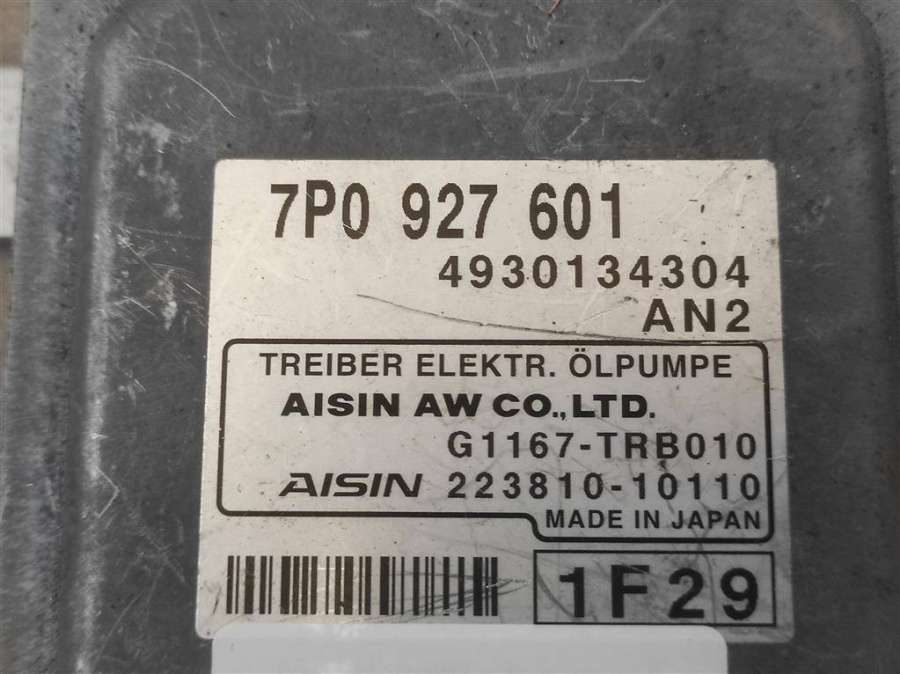 7P0 927 601
4930134304
AN2
TREIBER ELEKTR. ÖLPUMPE
AISIN AW CO.,LTD.
G1167-TRB010
AISIN 223810-10110
MADE IN JAPAN
1F29